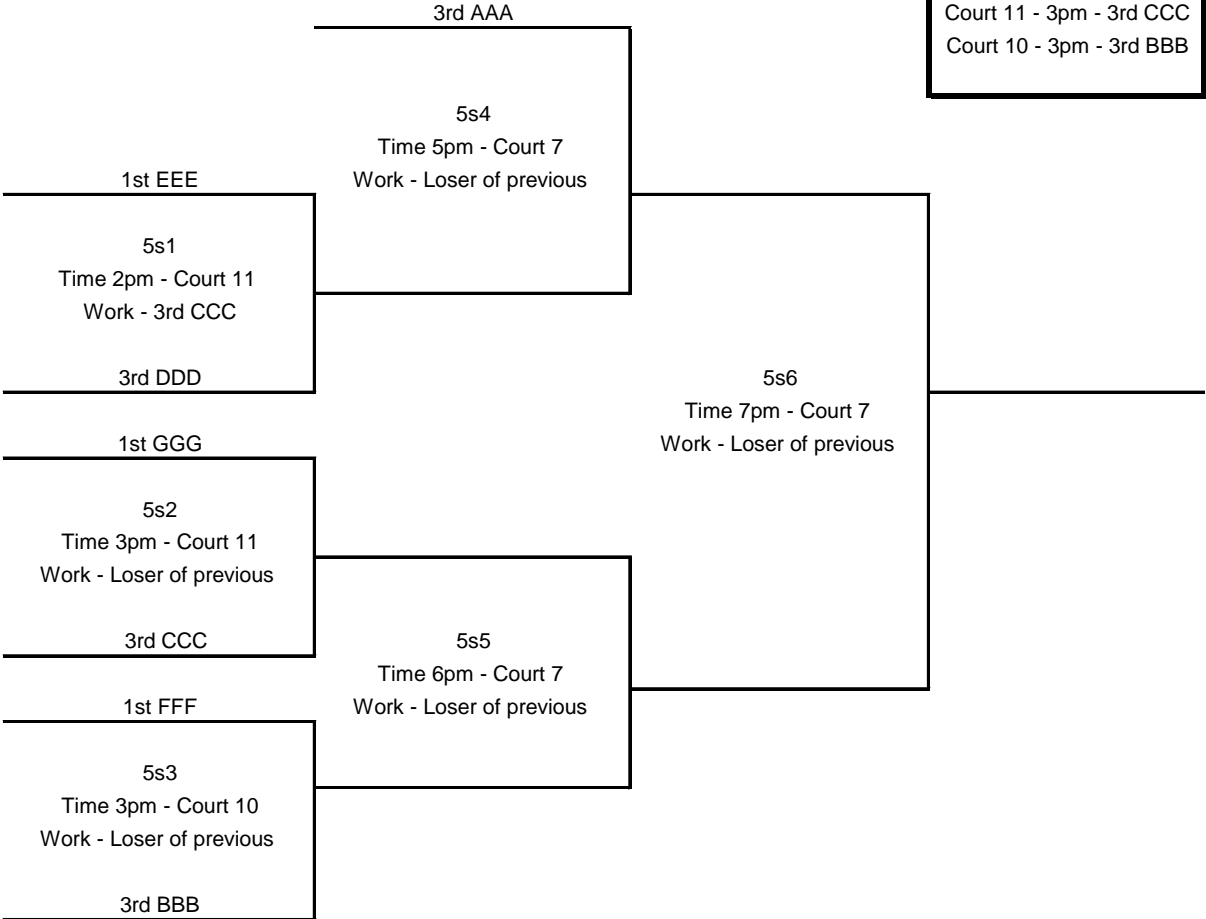 3rd AAA
Court 11 - 3pm - 3rd CCC
Court 10 - 3pm - 3rd BBB
5s4
Time 5pm - Court 7
Work - Loser of previous
1st EEE
5s1
Time 2pm - Court 11
Work - 3rd CCC
3rd DDD
5s6
Time 7pm - Court 7
Work - Loser of previous
1st GGG
5s2
Time 3pm - Court 11
Work - Loser of previous
3rd CCC
5s5
Time 6pm - Court 7
Work - Loser of previous
1st FFF
5s3
Time 3pm - Court 10
Work - Loser of previous
3rd BBB